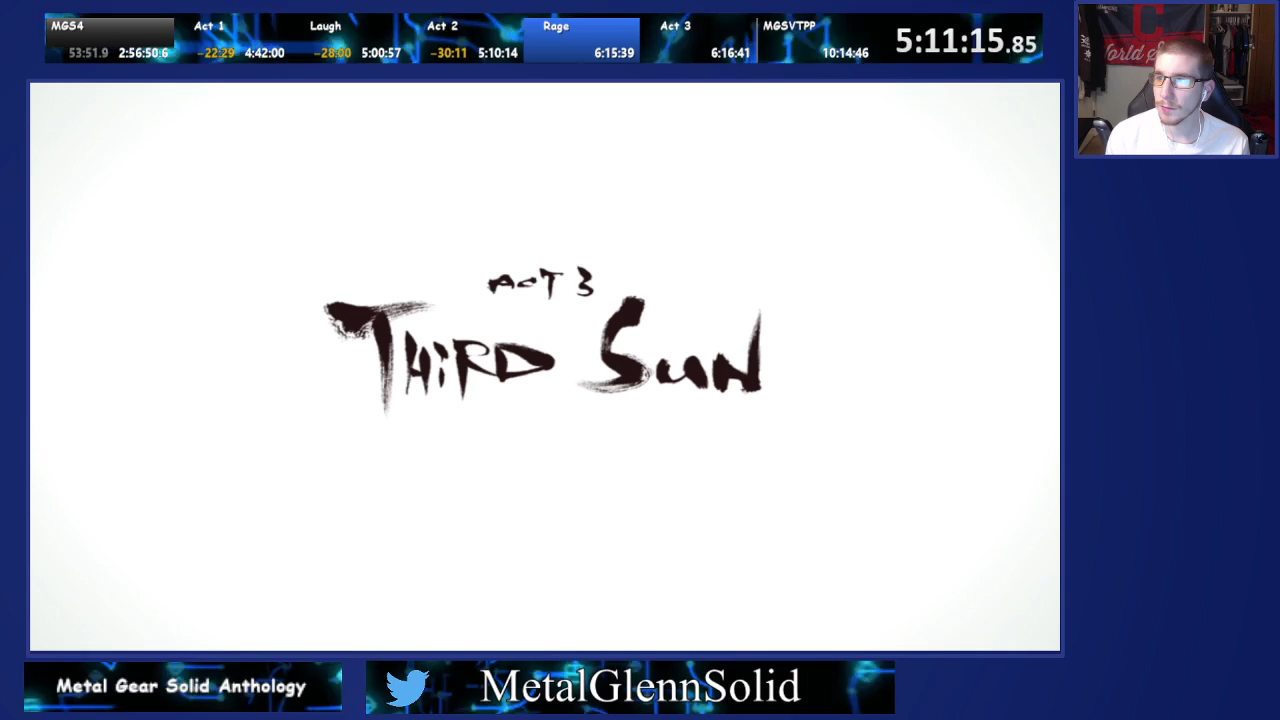 MGS4 Act 1 Laugh Act 2 Rage Act 3 MGSVTPP
53:51.9 2:56:50.6 −22:29 4:42:00 −28:00 5:00:57 −30:11 5:10:14 6:15:39 6:16:41 10:14:46
5:11:15.85
C
World S
ACT 3
THiRD SUN
Metal Gear Solid Anthology
MetalGlennSolid